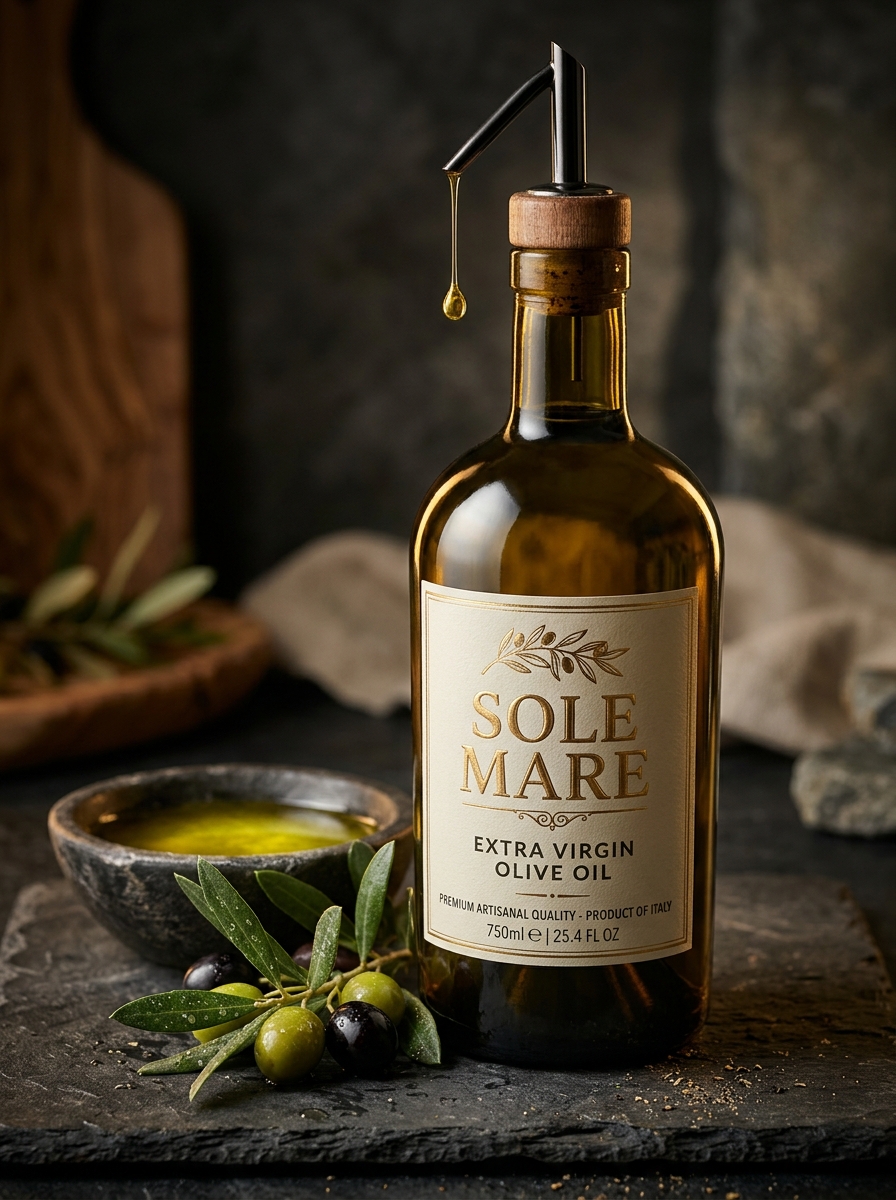 SOLE
MARE
EXTRA VIRGIN
OLIVE OIL
PREMIUM ARTISANAL QUALITY - PRODUCT OF ITALY
750ml ℮ | 25.4 FL OZ